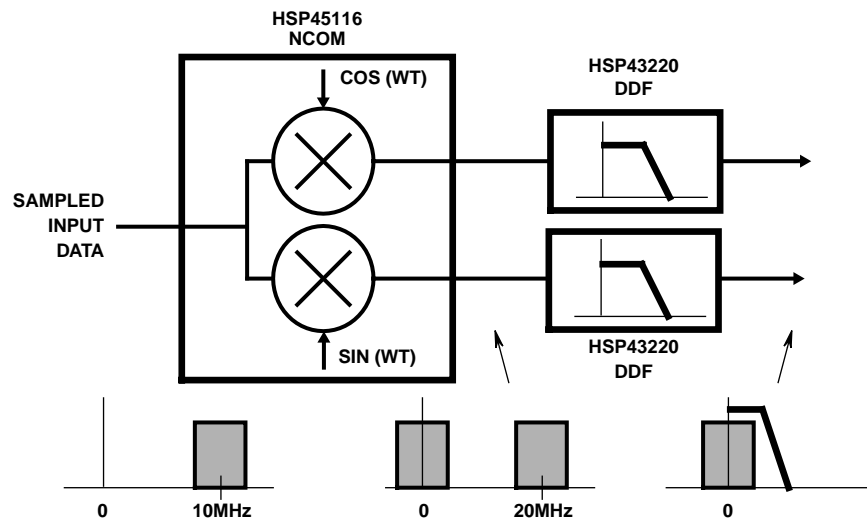 HSP45116
NCOM
COS (WT)
HSP43220
DDF
SAMPLED
INPUT
DATA
SIN (WT)
HSP43220
DDF
0
10MHz
0
20MHz
0